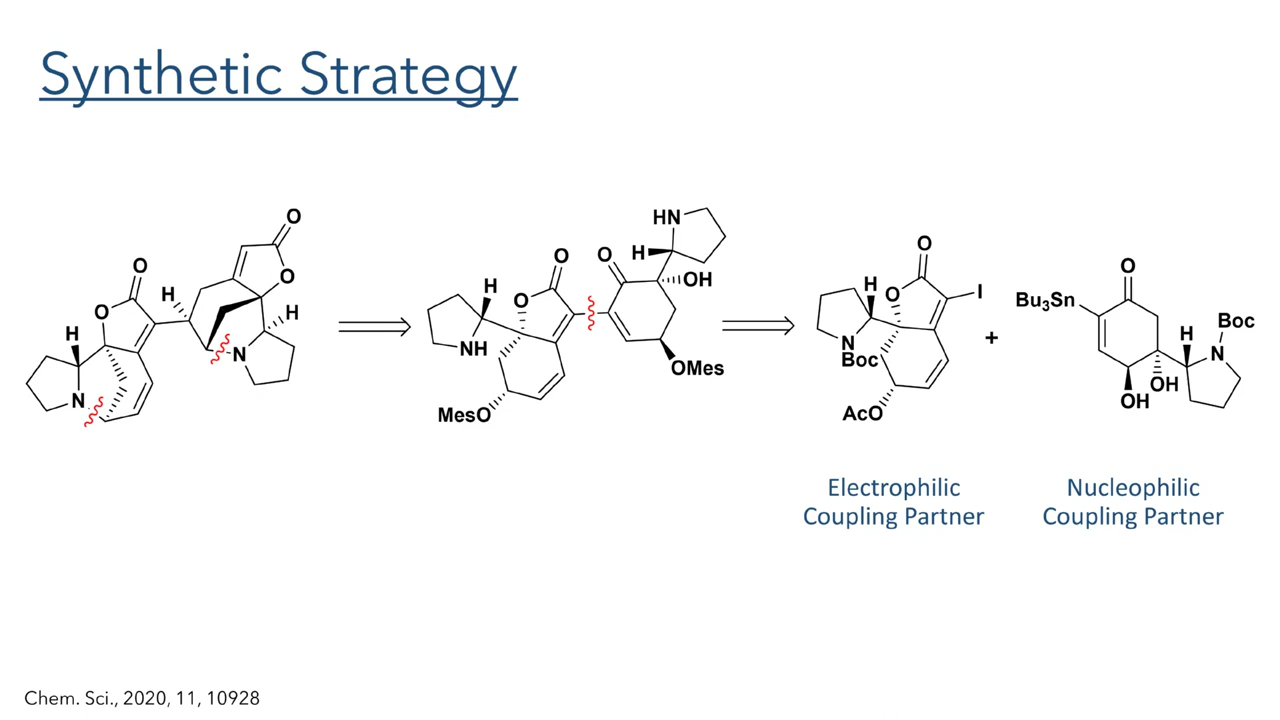 Synthetic Strategy
O
O
H
N
H
O
O
H
N
H
NH
O
O
MesO
O
HN
H
OH
OMes
H
N
Boc
O
O
I
AcO
+
Bu3Sn
O
OH
OH
H
N
Boc
Electrophilic
Coupling Partner
Nucleophilic
Coupling Partner
Chem. Sci., 2020, 11, 10928